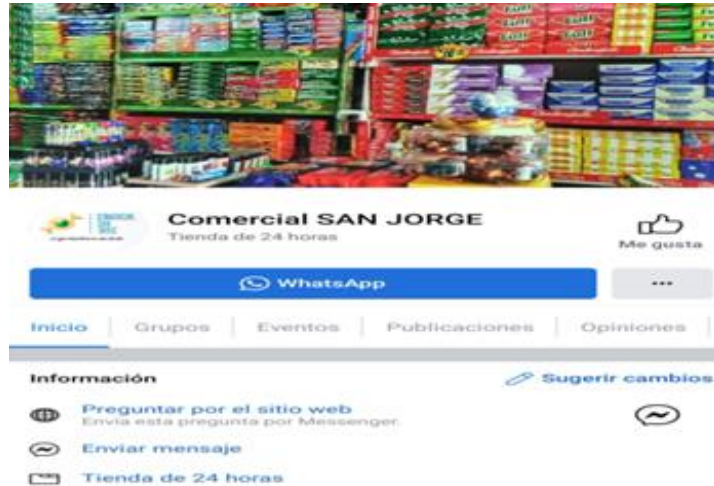 Comercial SAN JORGE
Tienda de 24 horas
Me gusta
WhatsApp
...
Inicio
Grupos
Eventos
Publicaciones
Opiniones
Información
Sugerir cambios
Preguntar por el sitio web
Envía esta pregunta por Messenger.
Enviar mensaje
Tienda de 24 horas